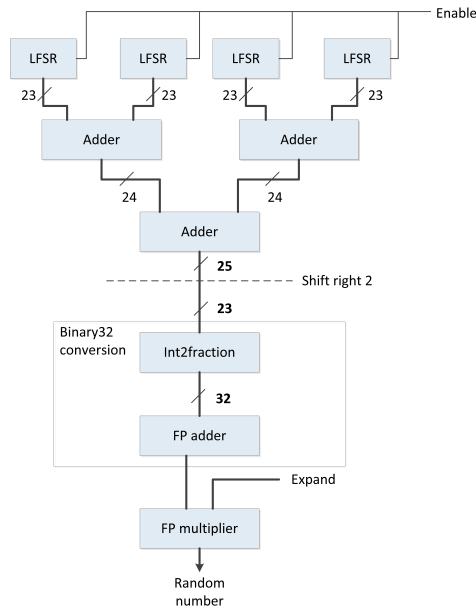 Enable
LFSR
LFSR
LFSR
LFSR
23
23
23
23
Adder
Adder
24
24
Adder
25
Shift right 2
23
Binary32
conversion
Int2fraction
32
FP adder
Expand
FP multiplier
Random
number